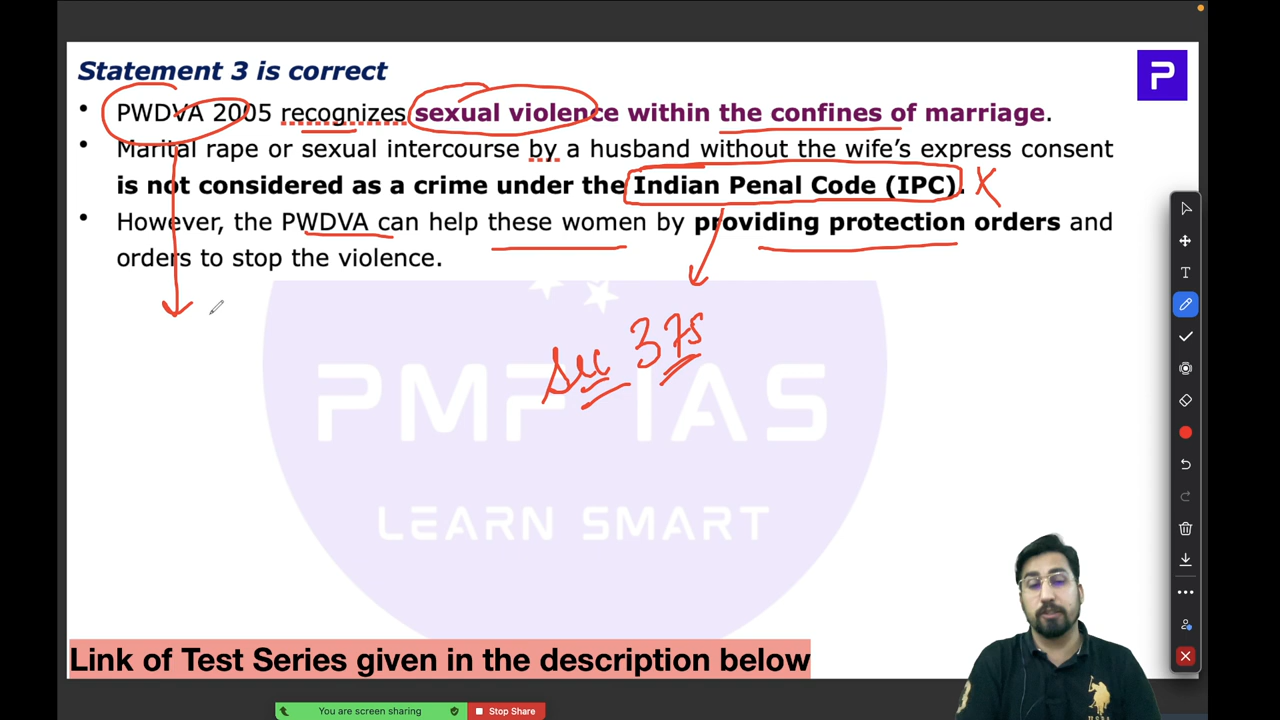 Statement 3 is correct
P
• PWDVA 2005 recognizes sexual violence within the confines of marriage.
• Marital rape or sexual intercourse by a husband without the wife's express consent
is not considered as a crime under the Indian Penal Code (IPC). X
• However, the PWDVA can help these women by providing protection orders and
orders to stop the violence.
T
Sec 375
PMF IAS
LEARN SMART
Link of Test Series given in the description below
You are screen sharing
Stop Share